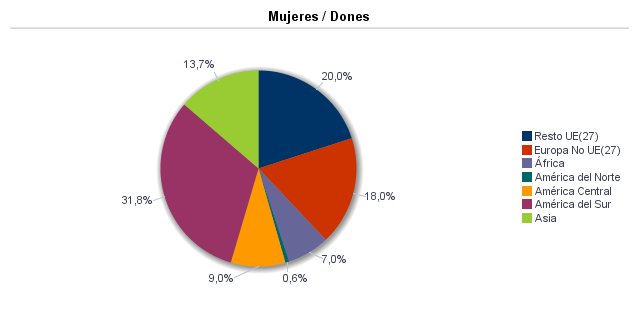 Mujeres / Dones
13,7%
20,0%
31,8%
18,0%
9,0%
0,6%
7,0%
Resto UE(27)
Europa No UE(27)
África
América del Norte
América Central
América del Sur
Asia